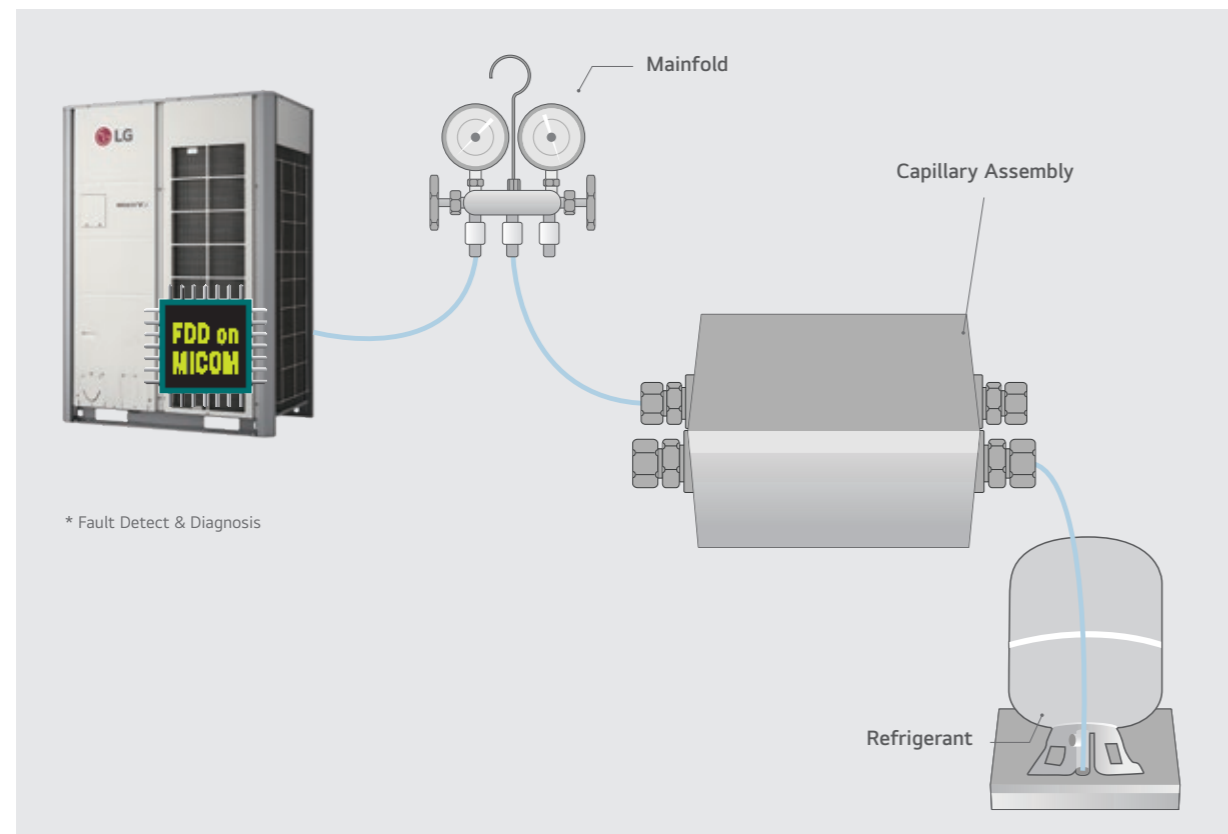 Mainfold
LG
Capillary Assembly
FDD on
MICOM
* Fault Detect & Diagnosis
Refrigerant